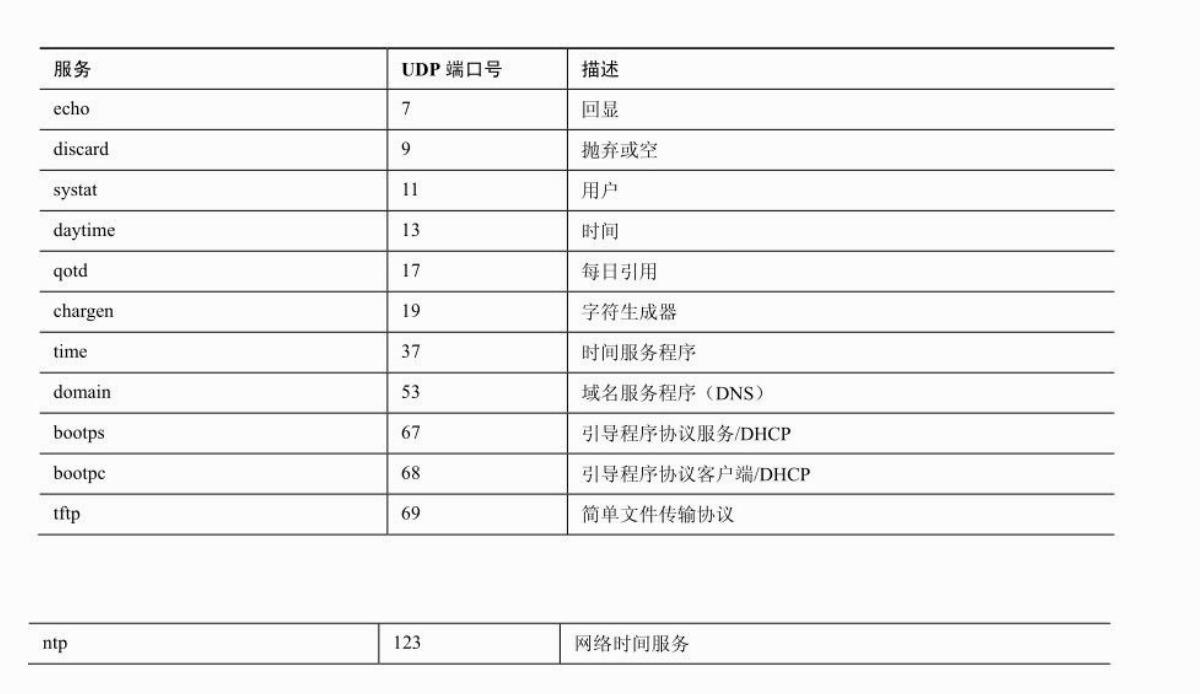 服务 UDP 端口号 描述
echo 7 回显
discard 9 抛弃或空
systat 11 用户
daytime 13 时间
qotd 17 每日引用
chargen 19 字符生成器
time 37 时间服务程序
domain 53 域名服务程序（DNS）
bootps 67 引导程序协议服务/DHCP
bootpc 68 引导程序协议客户端/DHCP
tftp 69 简单文件传输协议
ntp 123 网络时间服务